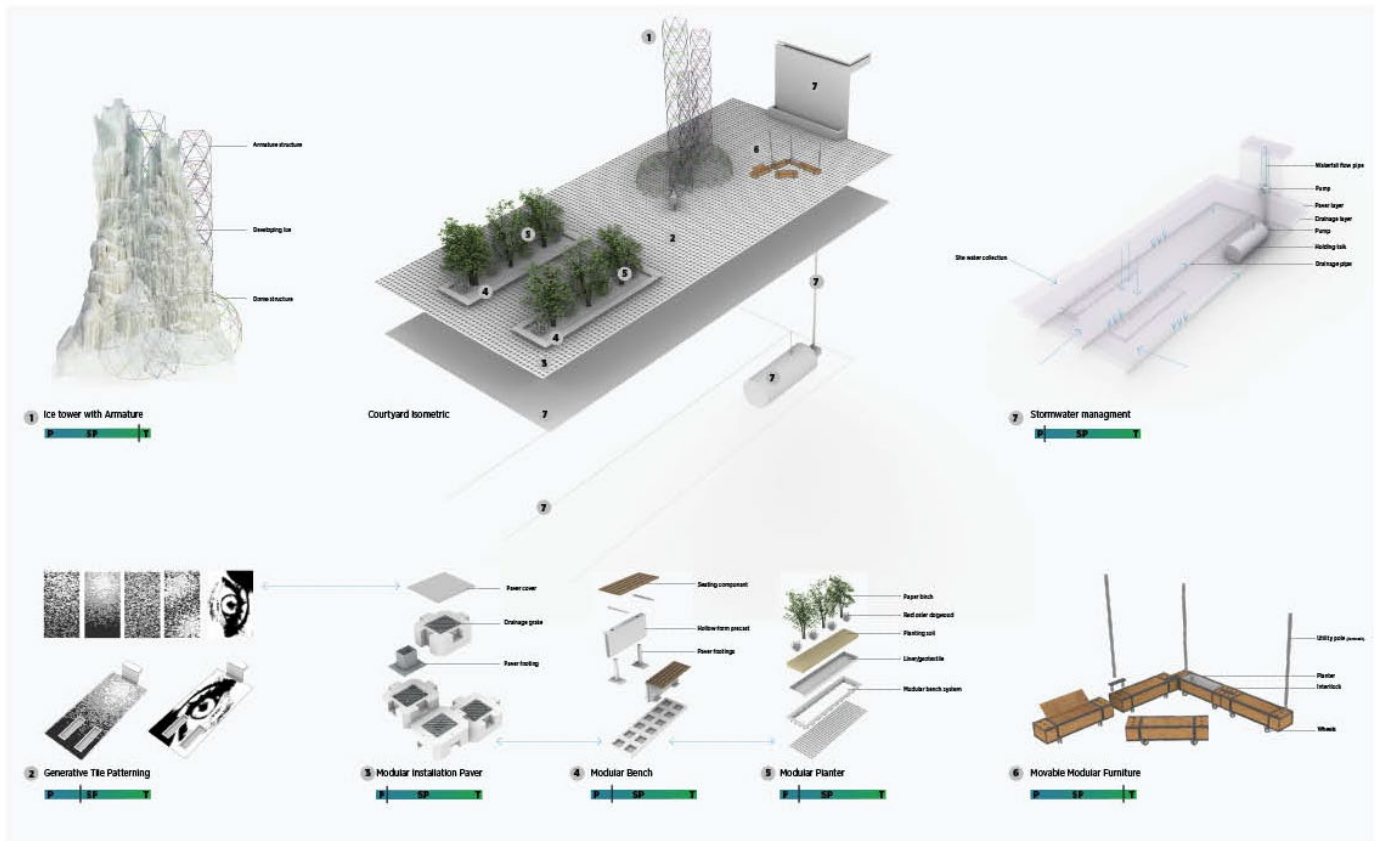 1
7
6
5
2
5
4
4
3
7
7
7
7
Armature structure
Developing Ice
Dome structure
1 Ice tower with Armature
P SP T
Courtyard Isometric
Waterfall flow pipe
Pump
Paver layer
Drainage layer
Pump
Holding tank
Drainage pipe
Site water collection
7 Stormwater managment
P SP T
2 Generative Tile Patterning
P SP T
Paver cover
Drainage grate
Paver footing
3 Modular Installation Paver
P SP T
Seating component
Hollow form precast
Paver footings
4 Modular Bench
P SP T
Paper birch
Red osier dogwood
Planting soil
Liner/geotextile
Modular bench system
5 Modular Planter
P SP T
Utility pole
Planter
Interlock
Wheels
6 Movable Modular Furniture
P SP T